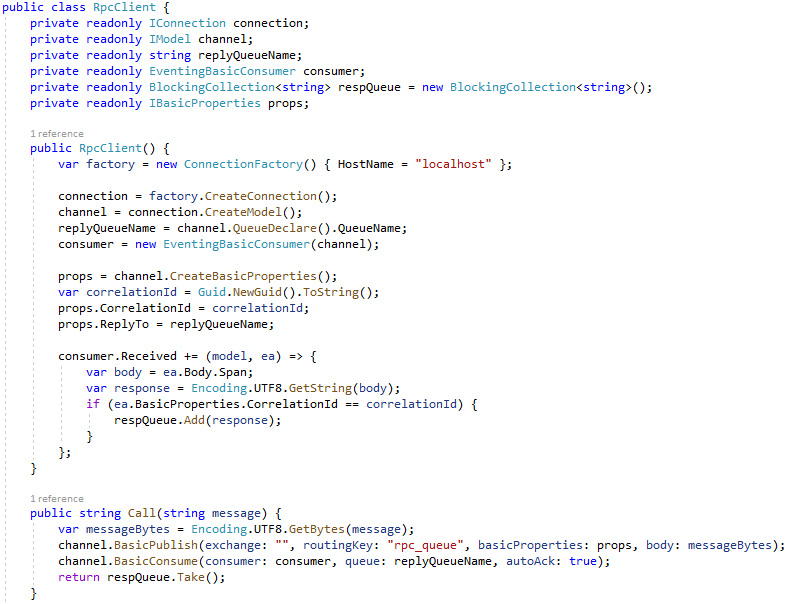 public class RpcClient {
    private readonly IConnection connection;
    private readonly IModel channel;
    private readonly string replyQueueName;
    private readonly EventingBasicConsumer consumer;
    private readonly BlockingCollection<string> respQueue = new BlockingCollection<string>();
    private readonly IBasicProperties props;

    1 reference
    public RpcClient() {
        var factory = new ConnectionFactory() { HostName = "localhost" };

        connection = factory.CreateConnection();
        channel = connection.CreateModel();
        replyQueueName = channel.QueueDeclare().QueueName;
        consumer = new EventingBasicConsumer(channel);

        props = channel.CreateBasicProperties();
        var correlationId = Guid.NewGuid().ToString();
        props.CorrelationId = correlationId;
        props.ReplyTo = replyQueueName;

        consumer.Received += (model, ea) => {
            var body = ea.Body.Span;
            var response = Encoding.UTF8.GetString(body);
            if (ea.BasicProperties.CorrelationId == correlationId) {
                respQueue.Add(response);
            }
        };
    }

    1 reference
    public string Call(string message) {
        var messageBytes = Encoding.UTF8.GetBytes(message);
        channel.BasicPublish(exchange: "", routingKey: "rpc_queue", basicProperties: props, body: messageBytes);
        channel.BasicConsume(consumer: consumer, queue: replyQueueName, autoAck: true);
        return respQueue.Take();
    }